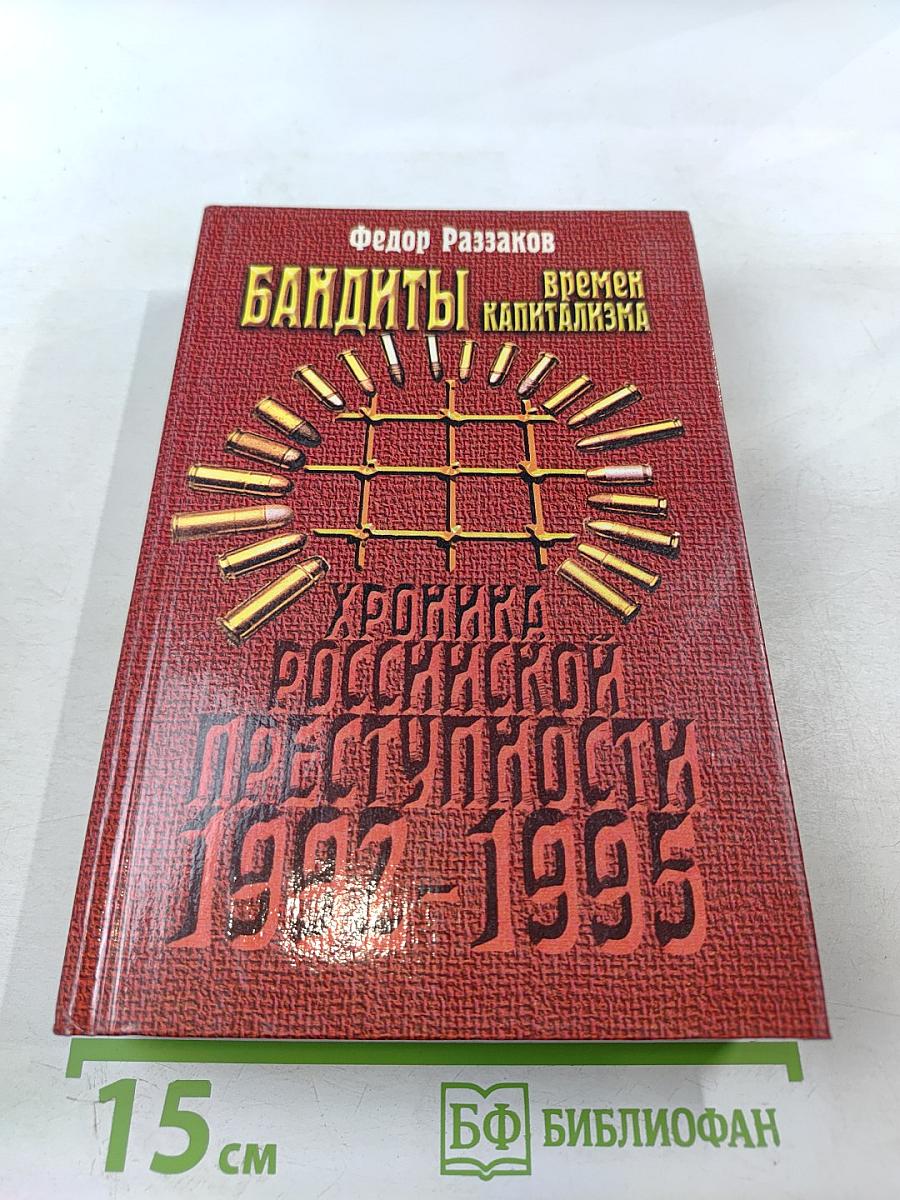 Федор Раззаков
БАНДИТЫ времен
КАПИТАЛИЗМА
ХРОНИКА
РОССИЙСКОЙ
ПРЕСТУПНОСТИ
1992-1995
15 см
БФ БИБЛИОФАН